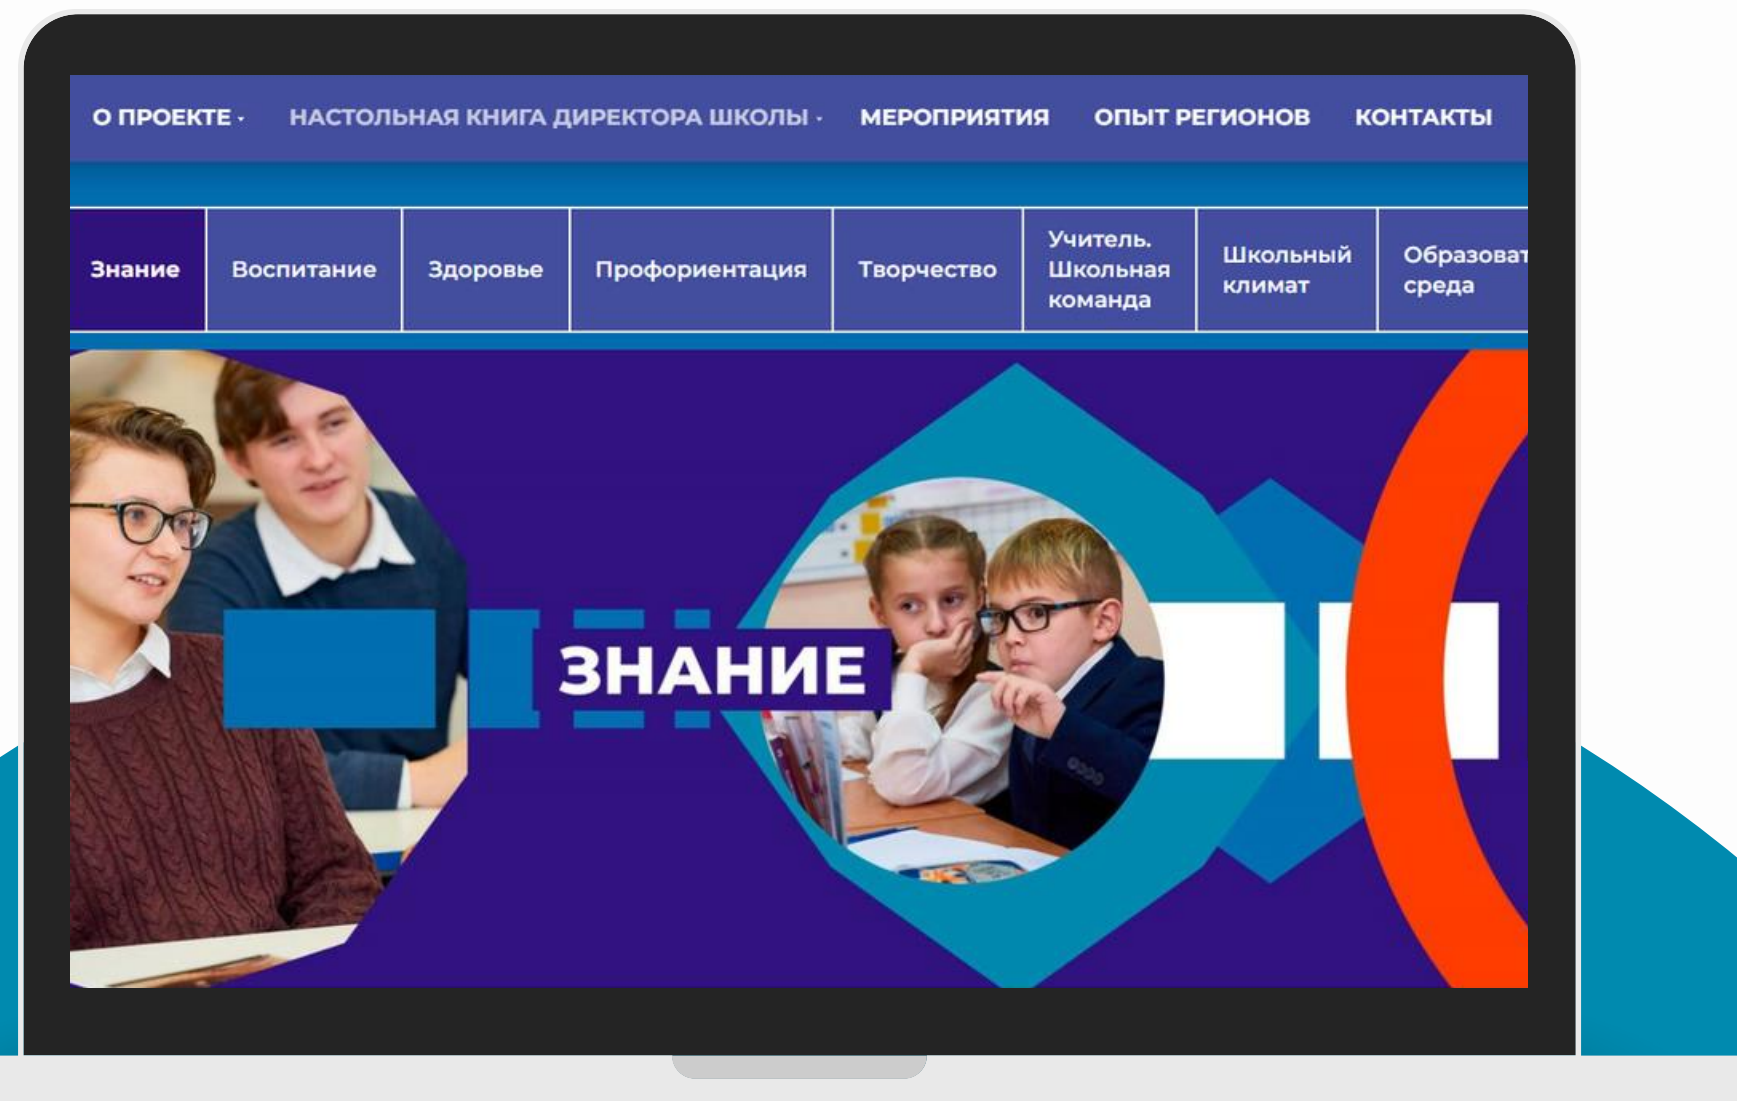 О ПРОЕКТЕ НАСТОЛЬНАЯ КНИГА ДИРЕКТОРА ШКОЛЫ МЕРОПРИЯТИЯ ОПЫТ РЕГИОНОВ КОНТАКТЫ
Знание
Воспитание
Здоровье
Профориентация
Творчество
Учитель.
Школьная
команда
Школьный
климат
Образоват
среда
ЗНАНИЕ